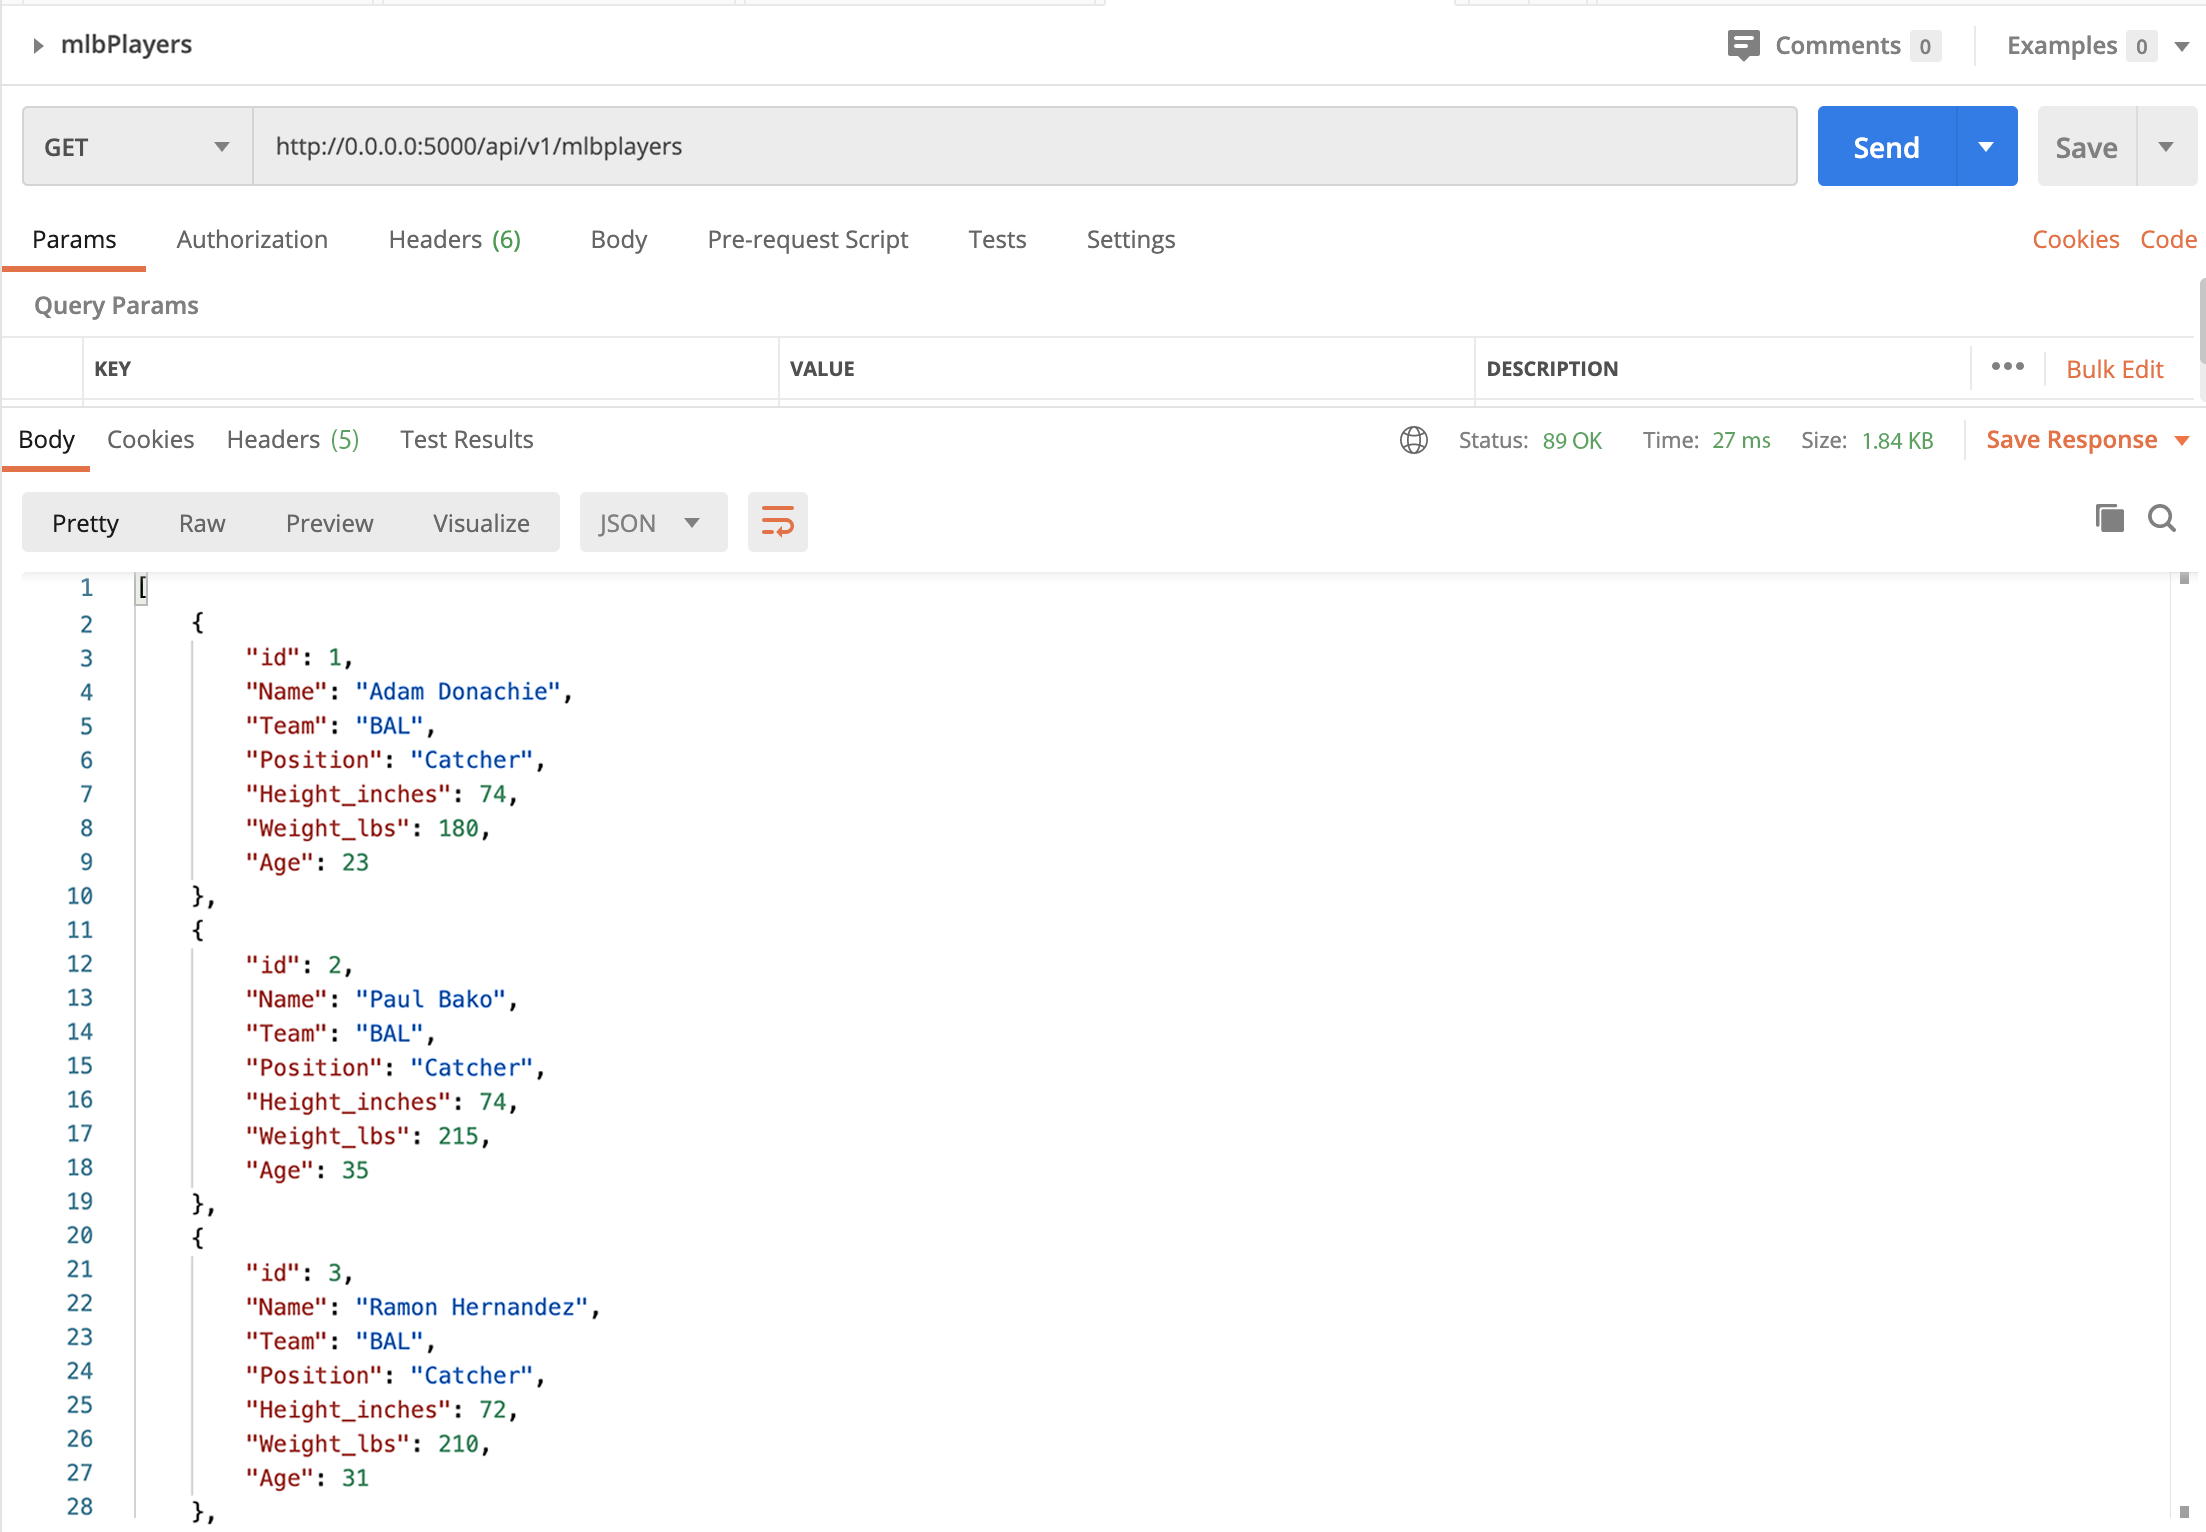 mlbPlayers Comments 0 Examples 0
GET http://0.0.0.0:5000/api/v1/mlbplayers Send Save
Params Authorization Headers (6) Body Pre-request Script Tests Settings Cookies Code
Query Params
KEY VALUE DESCRIPTION ••• Bulk Edit
Body Cookies Headers (5) Test Results Status: 89 OK Time: 27 ms Size: 1.84 KB Save Response
Pretty Raw Preview Visualize JSON
1 [
2 {
3 "id": 1,
4 "Name": "Adam Donachie",
5 "Team": "BAL",
6 "Position": "Catcher",
7 "Height_inches": 74,
8 "Weight_lbs": 180,
9 "Age": 23
10 },
11 {
12 "id": 2,
13 "Name": "Paul Bako",
14 "Team": "BAL",
15 "Position": "Catcher",
16 "Height_inches": 74,
17 "Weight_lbs": 215,
18 "Age": 35
19 },
20 {
21 "id": 3,
22 "Name": "Ramon Hernandez",
23 "Team": "BAL",
24 "Position": "Catcher",
25 "Height_inches": 72,
26 "Weight_lbs": 210,
27 "Age": 31
28 },